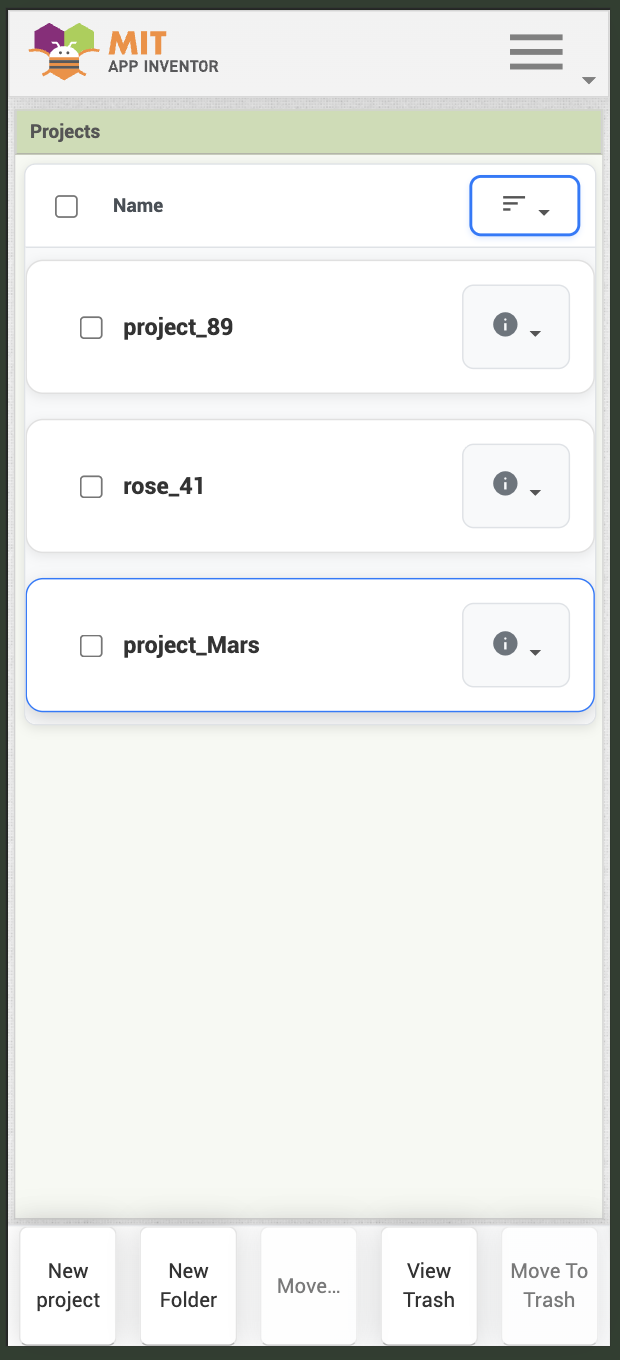 MIT
APP INVENTOR
Projects
Name
project_89
rose_41
project_Mars
New
project
New
Folder
Move...
View
Trash
Move To
Trash